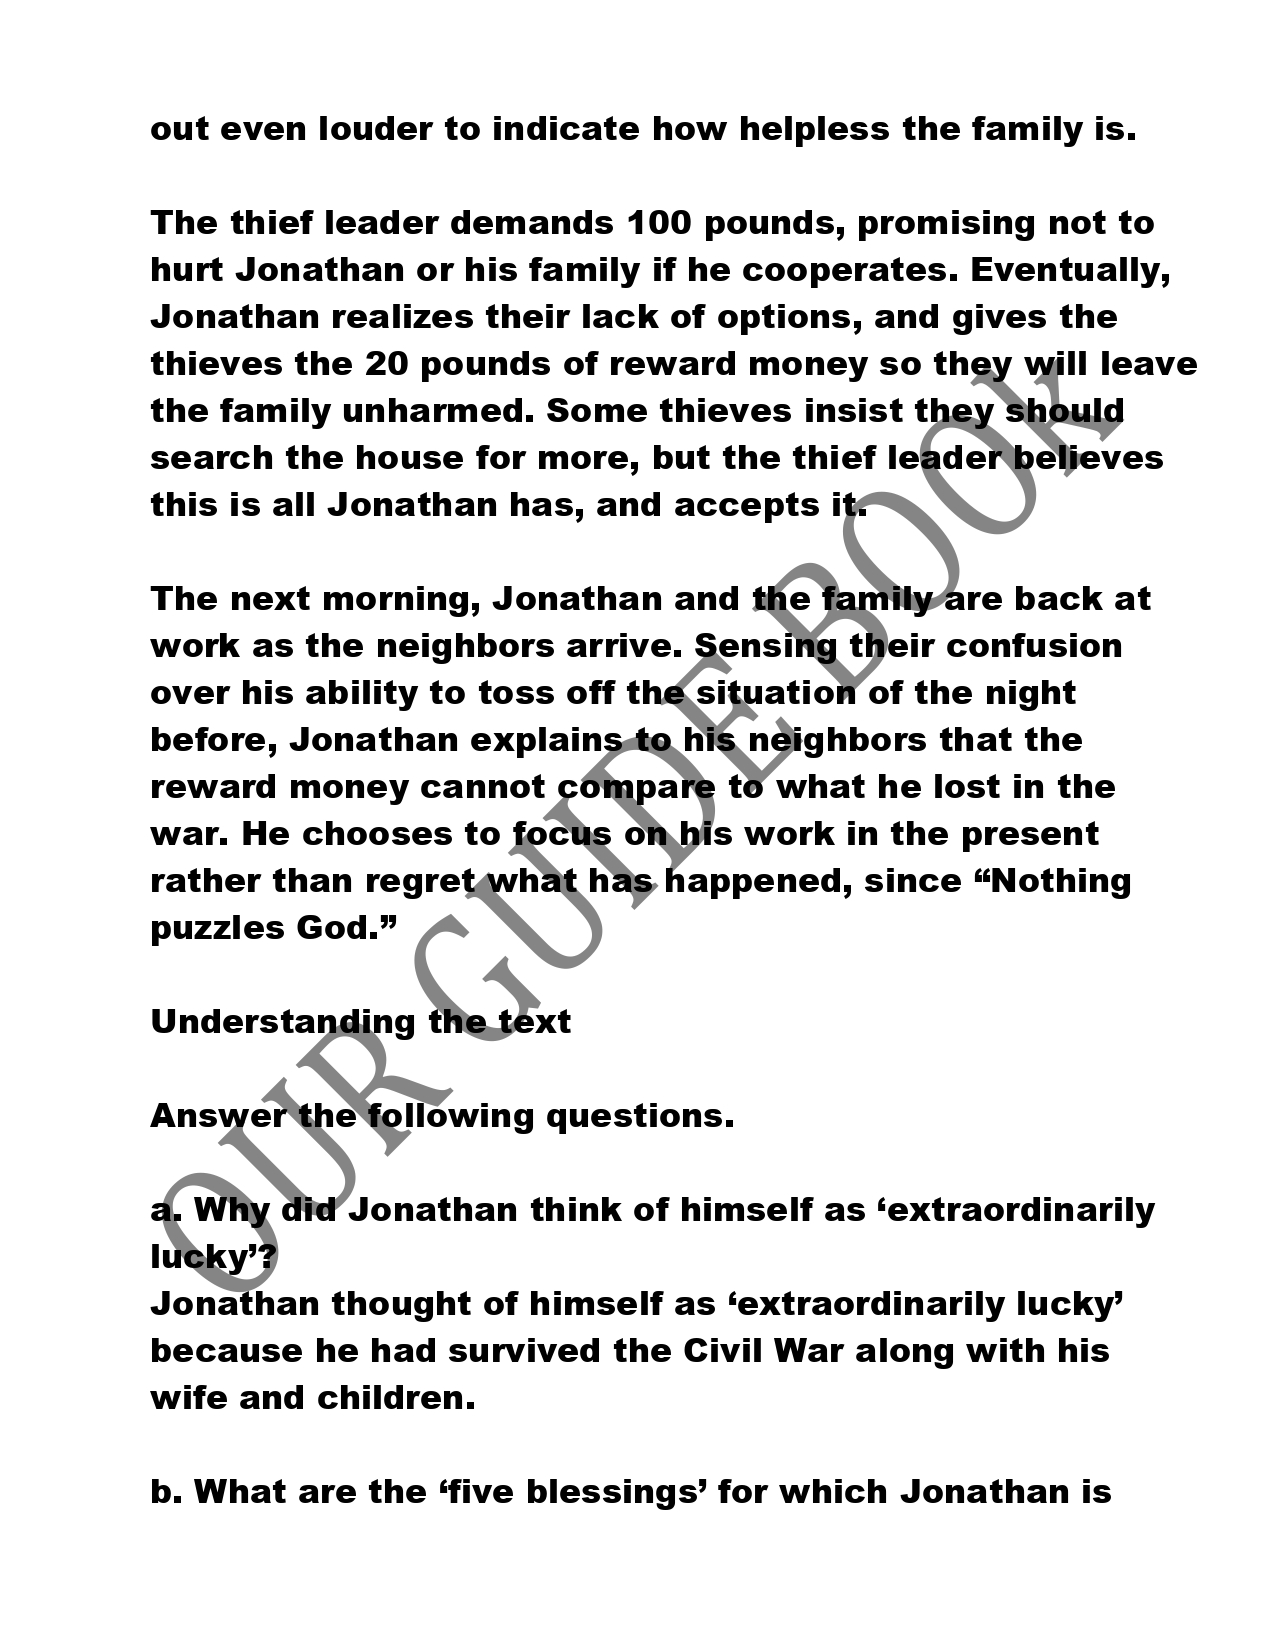 out even louder to indicate how helpless the family is.
The thief leader demands 100 pounds, promising not to
hurt Jonathan or his family if he cooperates. Eventually,
Jonathan realizes their lack of options, and gives the
thieves the 20 pounds of reward money so they will leave
the family unharmed. Some thieves insist they should
search the house for more, but the thief leader believes
this is all Jonathan has, and accepts it.
The next morning, Jonathan and the family are back at
work as the neighbors arrive. Sensing their confusion
over his ability to toss off the situation of the night
before, Jonathan explains to his neighbors that the
reward money cannot compare to what he lost in the
war. He chooses to focus on his work in the present
rather than regret what has happened, since “Nothing
puzzles God.”
Understanding the text
Answer the following questions.
a. Why did Jonathan think of himself as ‘extraordinarily
lucky’?
Jonathan thought of himself as ‘extraordinarily lucky’
because he had survived the Civil War along with his
wife and children.
b. What are the ‘five blessings’ for which Jonathan is
OUR GUIDE BOOk